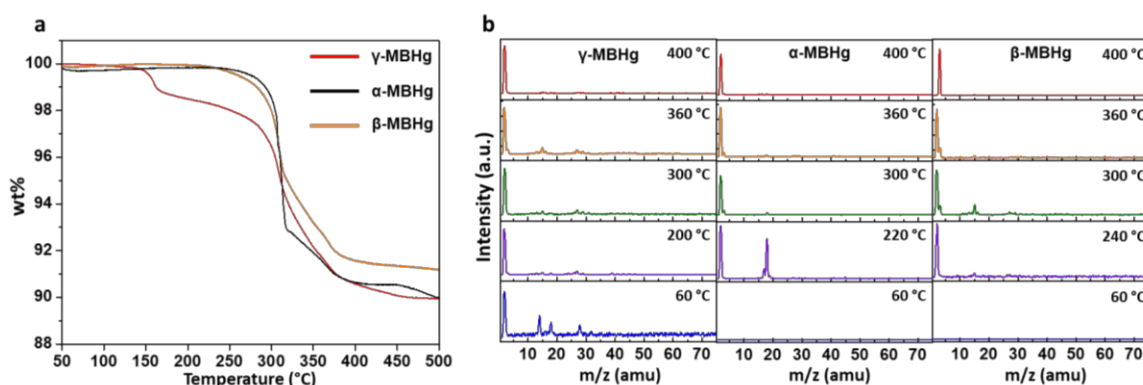 a
100
98
96
94
92
90
88
wt%
γ-MBHg
α-MBHg
β-MBHg
50 100 150 200 250 300 350 400 450 500
Temperature (°C)
b
Intensity (a.u.)
γ-MBHg 400 °C α-MBHg 400 °C β-MBHg 400 °C
360 °C 360 °C 360 °C
300 °C 300 °C 300 °C
200 °C 220 °C 240 °C
60 °C 60 °C 60 °C
10 20 30 40 50 60 70 10 20 30 40 50 60 70 10 20 30 40 50 60 70
m/z (amu) m/z (amu) m/z (amu)